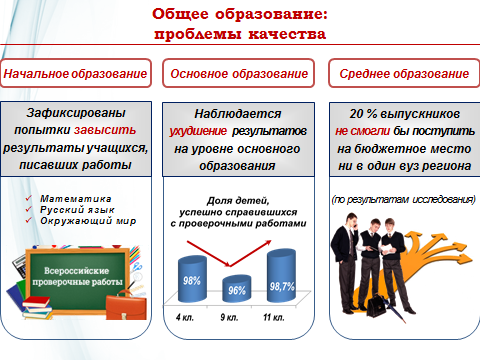 Общее образование:
проблемы качества
Начальное образование
Зафиксированы
попытки завысить
результаты учащихся,
писавших работы
✓ Математика
✓ Русский язык
✓ Окружающий мир
Всероссийские
проверочные работы
Основное образование
Наблюдается
ухудшение результатов
на уровне основного
образования
Доля детей,
успешно справившихся
с проверочными работами
98% 96% 98,7%
4 кл. 9 кл. 11 кл.
Среднее образование
20 % выпускников
не смогли бы поступить
на бюджетное место
ни в один вуз региона
(по результатам исследования)